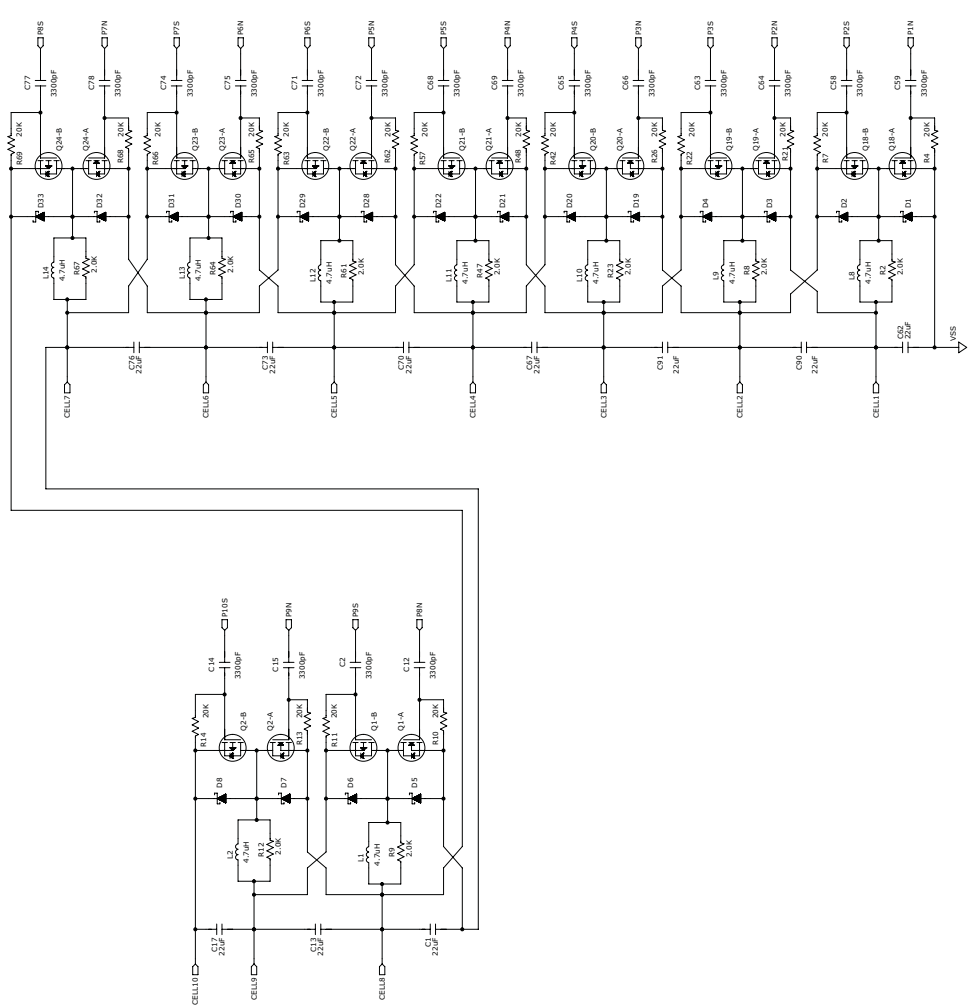 P8S
P7N
P7S
P6N
P6S
P5N
P5S
P4N
P4S
P3N
P3S
P2N
P2S
P1N
C77
3300pF
C78
3300pF
C74
3300pF
C75
3300pF
C71
3300pF
C72
3300pF
C68
3300pF
C69
3300pF
C65
3300pF
C66
3300pF
C63
3300pF
C64
3300pF
C58
3300pF
C59
3300pF
20K
R69
Q24-B
Q24-A
20K
R68
20K
R66
Q23-B
Q23-A
20K
R65
20K
R63
Q22-B
Q22-A
20K
R62
20K
R57
Q21-B
Q21-A
20K
R48
20K
R42
Q20-B
Q20-A
20K
R26
20K
R22
Q19-B
Q19-A
20K
R21
20K
R7
Q18-B
Q18-A
20K
R4
D33
D32
D31
D30
D29
D28
D22
D21
D20
D19
D4
D3
D2
D1
L14
4.7uH
R67
2.0K
L13
4.7uH
R64
2.0K
L12
4.7uH
R61
2.0K
L11
4.7uH
R47
2.0K
L10
4.7uH
R23
2.0K
L9
4.7uH
R8
2.0K
L8
4.7uH
R2
2.0K
C76
22uF
C73
22uF
C70
22uF
C67
22uF
C91
22uF
C90
22uF
C62
22uF
VSS
CELL7
CELL6
CELL5
CELL4
CELL3
CELL2
CELL1
P10S
P9N
P9S
P8N
C14
3300pF
C15
3300pF
C2
3300pF
C12
3300pF
20K
R14
Q2-B
Q2-A
20K
R13
20K
R11
Q1-B
Q1-A
20K
R10
D8
D7
D6
D5
L2
4.7uH
R12
2.0K
L1
4.7uH
R9
2.0K
C17
22uF
C13
22uF
C1
22uF
CELL10
CELL9
CELL8